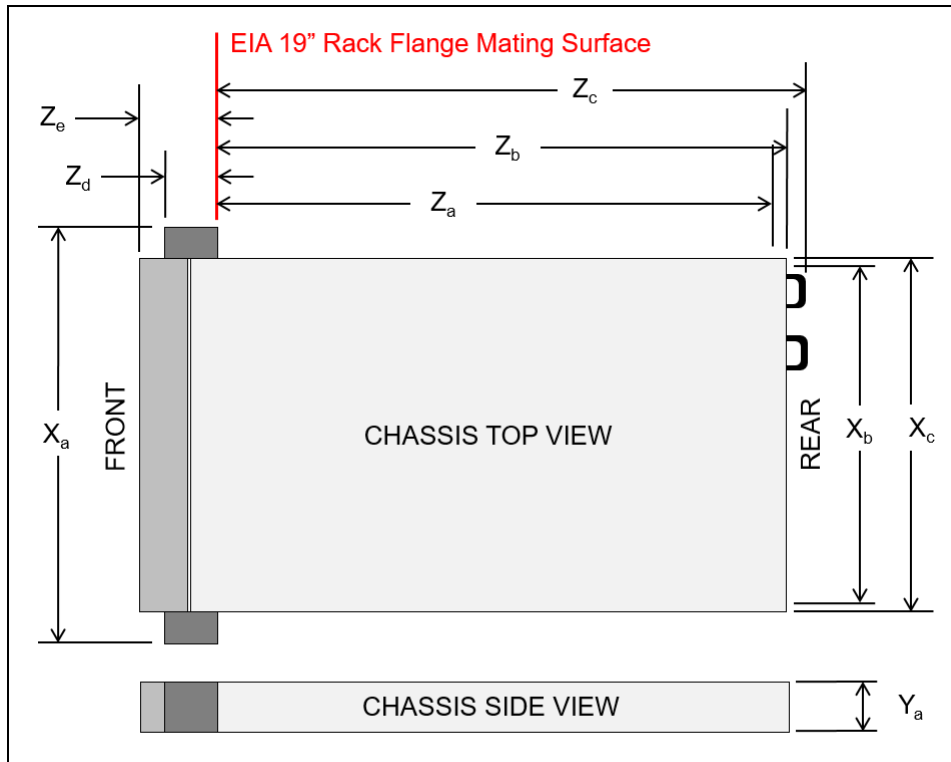 EIA 19” Rack Flange Mating Surface
Zc
Ze
Zb
Zd
Za
Xa
FRONT
CHASSIS TOP VIEW
REAR
Xb
Xc
CHASSIS SIDE VIEW
Ya